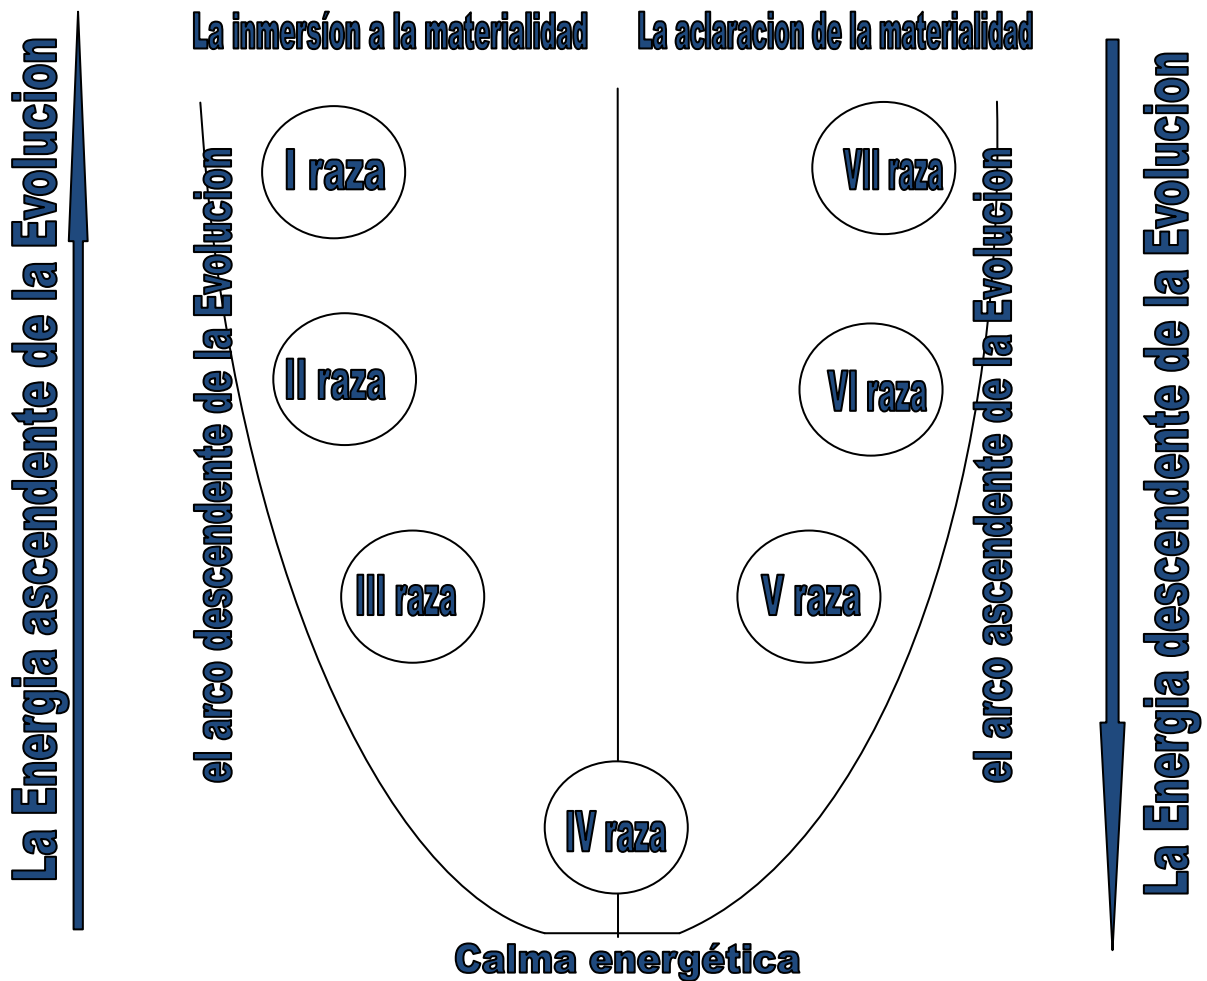 La inmersíon a la materialidad
La aclaracion de la materialidad
La Energia ascendente de la Evolucion
el arco descendente de la Evolucion
I raza
II raza
III raza
IV raza
V raza
VI raza
VII raza
el arco ascendente de la Evolucion
La Energia descendente de la Evolucion
Calma energética